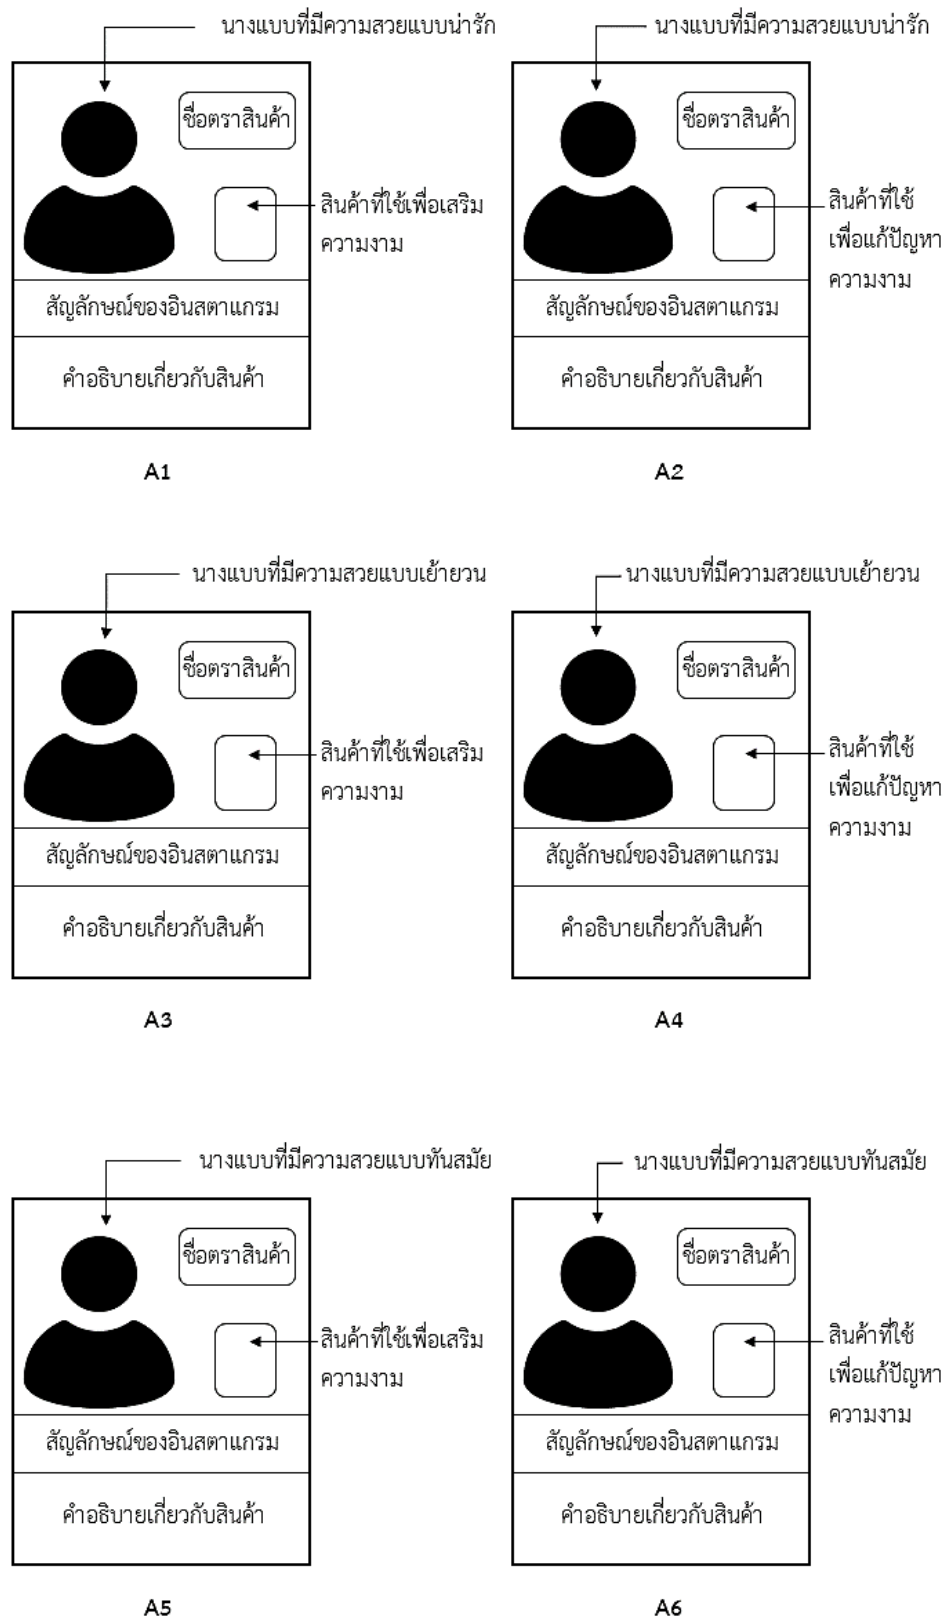 นางแบบที่มีความสวยแบบน่ารัก
ชื่อตราสินค้า
สินค้าที่ใช้เพื่อเสริม
ความงาม
สัญลักษณ์ของอินสตาแกรม
คำอธิบายเกี่ยวกับสินค้า
A1
นางแบบที่มีความสวยแบบน่ารัก
ชื่อตราสินค้า
สินค้าที่ใช้
เพื่อแก้ปัญหา
ความงาม
สัญลักษณ์ของอินสตาแกรม
คำอธิบายเกี่ยวกับสินค้า
A2
นางแบบที่มีความสวยแบบเย้ายวน
ชื่อตราสินค้า
สินค้าที่ใช้เพื่อเสริม
ความงาม
สัญลักษณ์ของอินสตาแกรม
คำอธิบายเกี่ยวกับสินค้า
A3
นางแบบที่มีความสวยแบบเย้ายวน
ชื่อตราสินค้า
สินค้าที่ใช้
เพื่อแก้ปัญหา
ความงาม
สัญลักษณ์ของอินสตาแกรม
คำอธิบายเกี่ยวกับสินค้า
A4
นางแบบที่มีความสวยแบบทันสมัย
ชื่อตราสินค้า
สินค้าที่ใช้เพื่อเสริม
ความงาม
สัญลักษณ์ของอินสตาแกรม
คำอธิบายเกี่ยวกับสินค้า
A5
นางแบบที่มีความสวยแบบทันสมัย
ชื่อตราสินค้า
สินค้าที่ใช้
เพื่อแก้ปัญหา
ความงาม
สัญลักษณ์ของอินสตาแกรม
คำอธิบายเกี่ยวกับสินค้า
A6